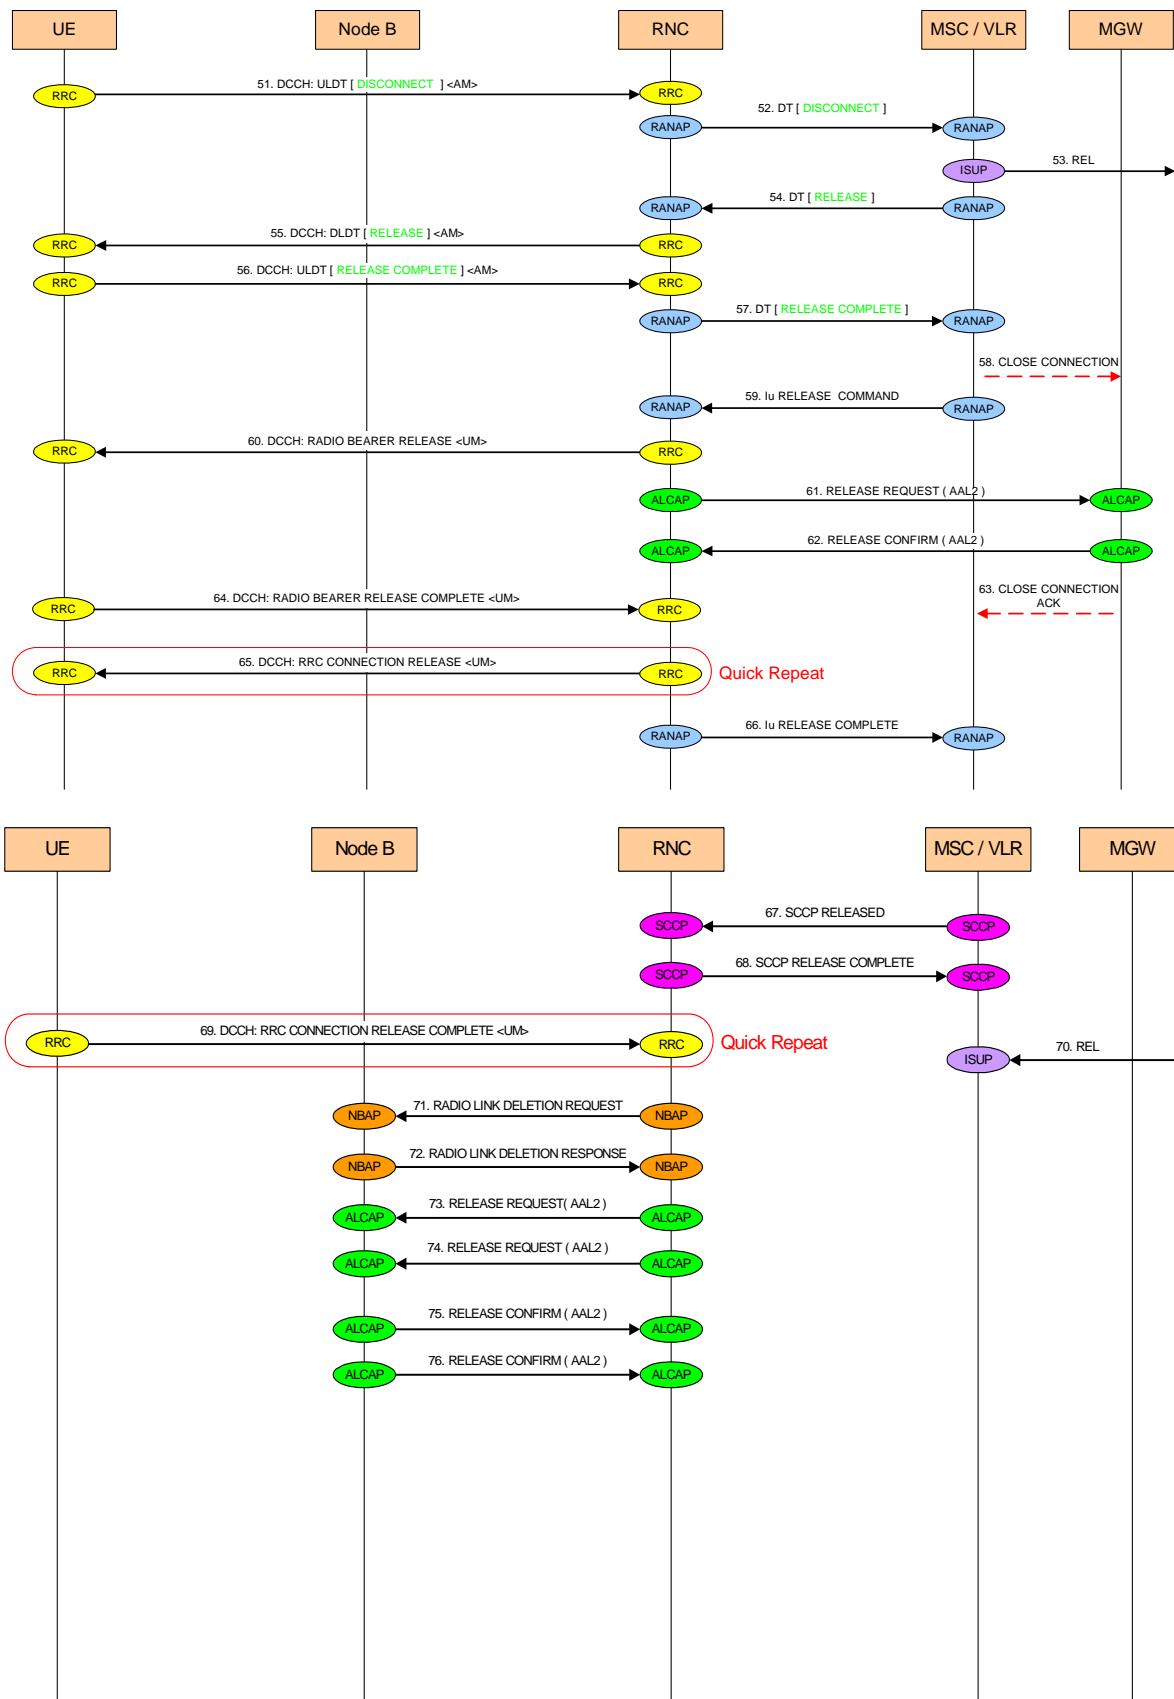 UE Node B RNC MSC / VLR MGW
51. DCCH: ULDT [ DISCONNECT ] <AM>
RRC RRC
52. DT [ DISCONNECT ]
RANAP RANAP
53. REL
ISUP
54. DT [ RELEASE ]
RANAP RANAP
55. DCCH: DLDT [ RELEASE ] <AM>
RRC RRC
56. DCCH: ULDT [ RELEASE COMPLETE ] <AM>
RRC RRC
57. DT [ RELEASE COMPLETE ]
RANAP RANAP
58. CLOSE CONNECTION
59. Iu RELEASE COMMAND
RANAP RANAP
60. DCCH: RADIO BEARER RELEASE <UM>
RRC RRC
61. RELEASE REQUEST ( AAL2 )
ALCAP ALCAP
62. RELEASE CONFIRM ( AAL2 )
ALCAP ALCAP
63. CLOSE CONNECTION
ACK
64. DCCH: RADIO BEARER RELEASE COMPLETE <UM>
RRC RRC
65. DCCH: RRC CONNECTION RELEASE <UM>
RRC RRC Quick Repeat
66. Iu RELEASE COMPLETE
RANAP RANAP
UE Node B RNC MSC / VLR MGW
67. SCCP RELEASED
SCCP SCCP
68. SCCP RELEASE COMPLETE
SCCP SCCP
69. DCCH: RRC CONNECTION RELEASE COMPLETE <UM>
RRC RRC Quick Repeat
70. REL
ISUP
71. RADIO LINK DELETION REQUEST
NBAP NBAP
72. RADIO LINK DELETION RESPONSE
NBAP NBAP
73. RELEASE REQUEST( AAL2 )
ALCAP ALCAP
74. RELEASE REQUEST ( AAL2 )
ALCAP ALCAP
75. RELEASE CONFIRM ( AAL2 )
ALCAP ALCAP
76. RELEASE CONFIRM ( AAL2 )
ALCAP ALCAP